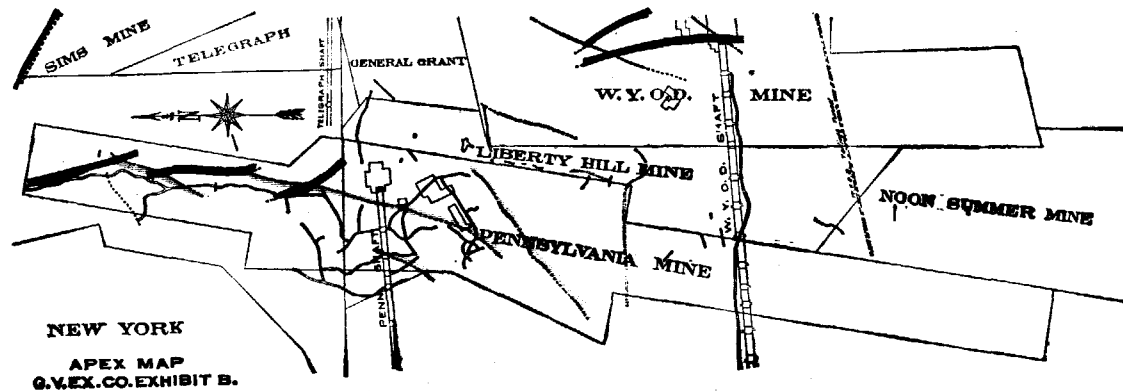 SIMS MINE
TELEGRAPH
TELIGRAPH SHAFT
GENERAL GRANT
N
W.Y.O.D. MINE
W.Y.O.D. SHAFT
LIBERTY HILL MINE
NOON SUMMER MINE
PENNSYLVANIA MINE
PENN SHAFT
NEW YORK
APEX MAP
G.V.EX.CO.EXHIBIT B.